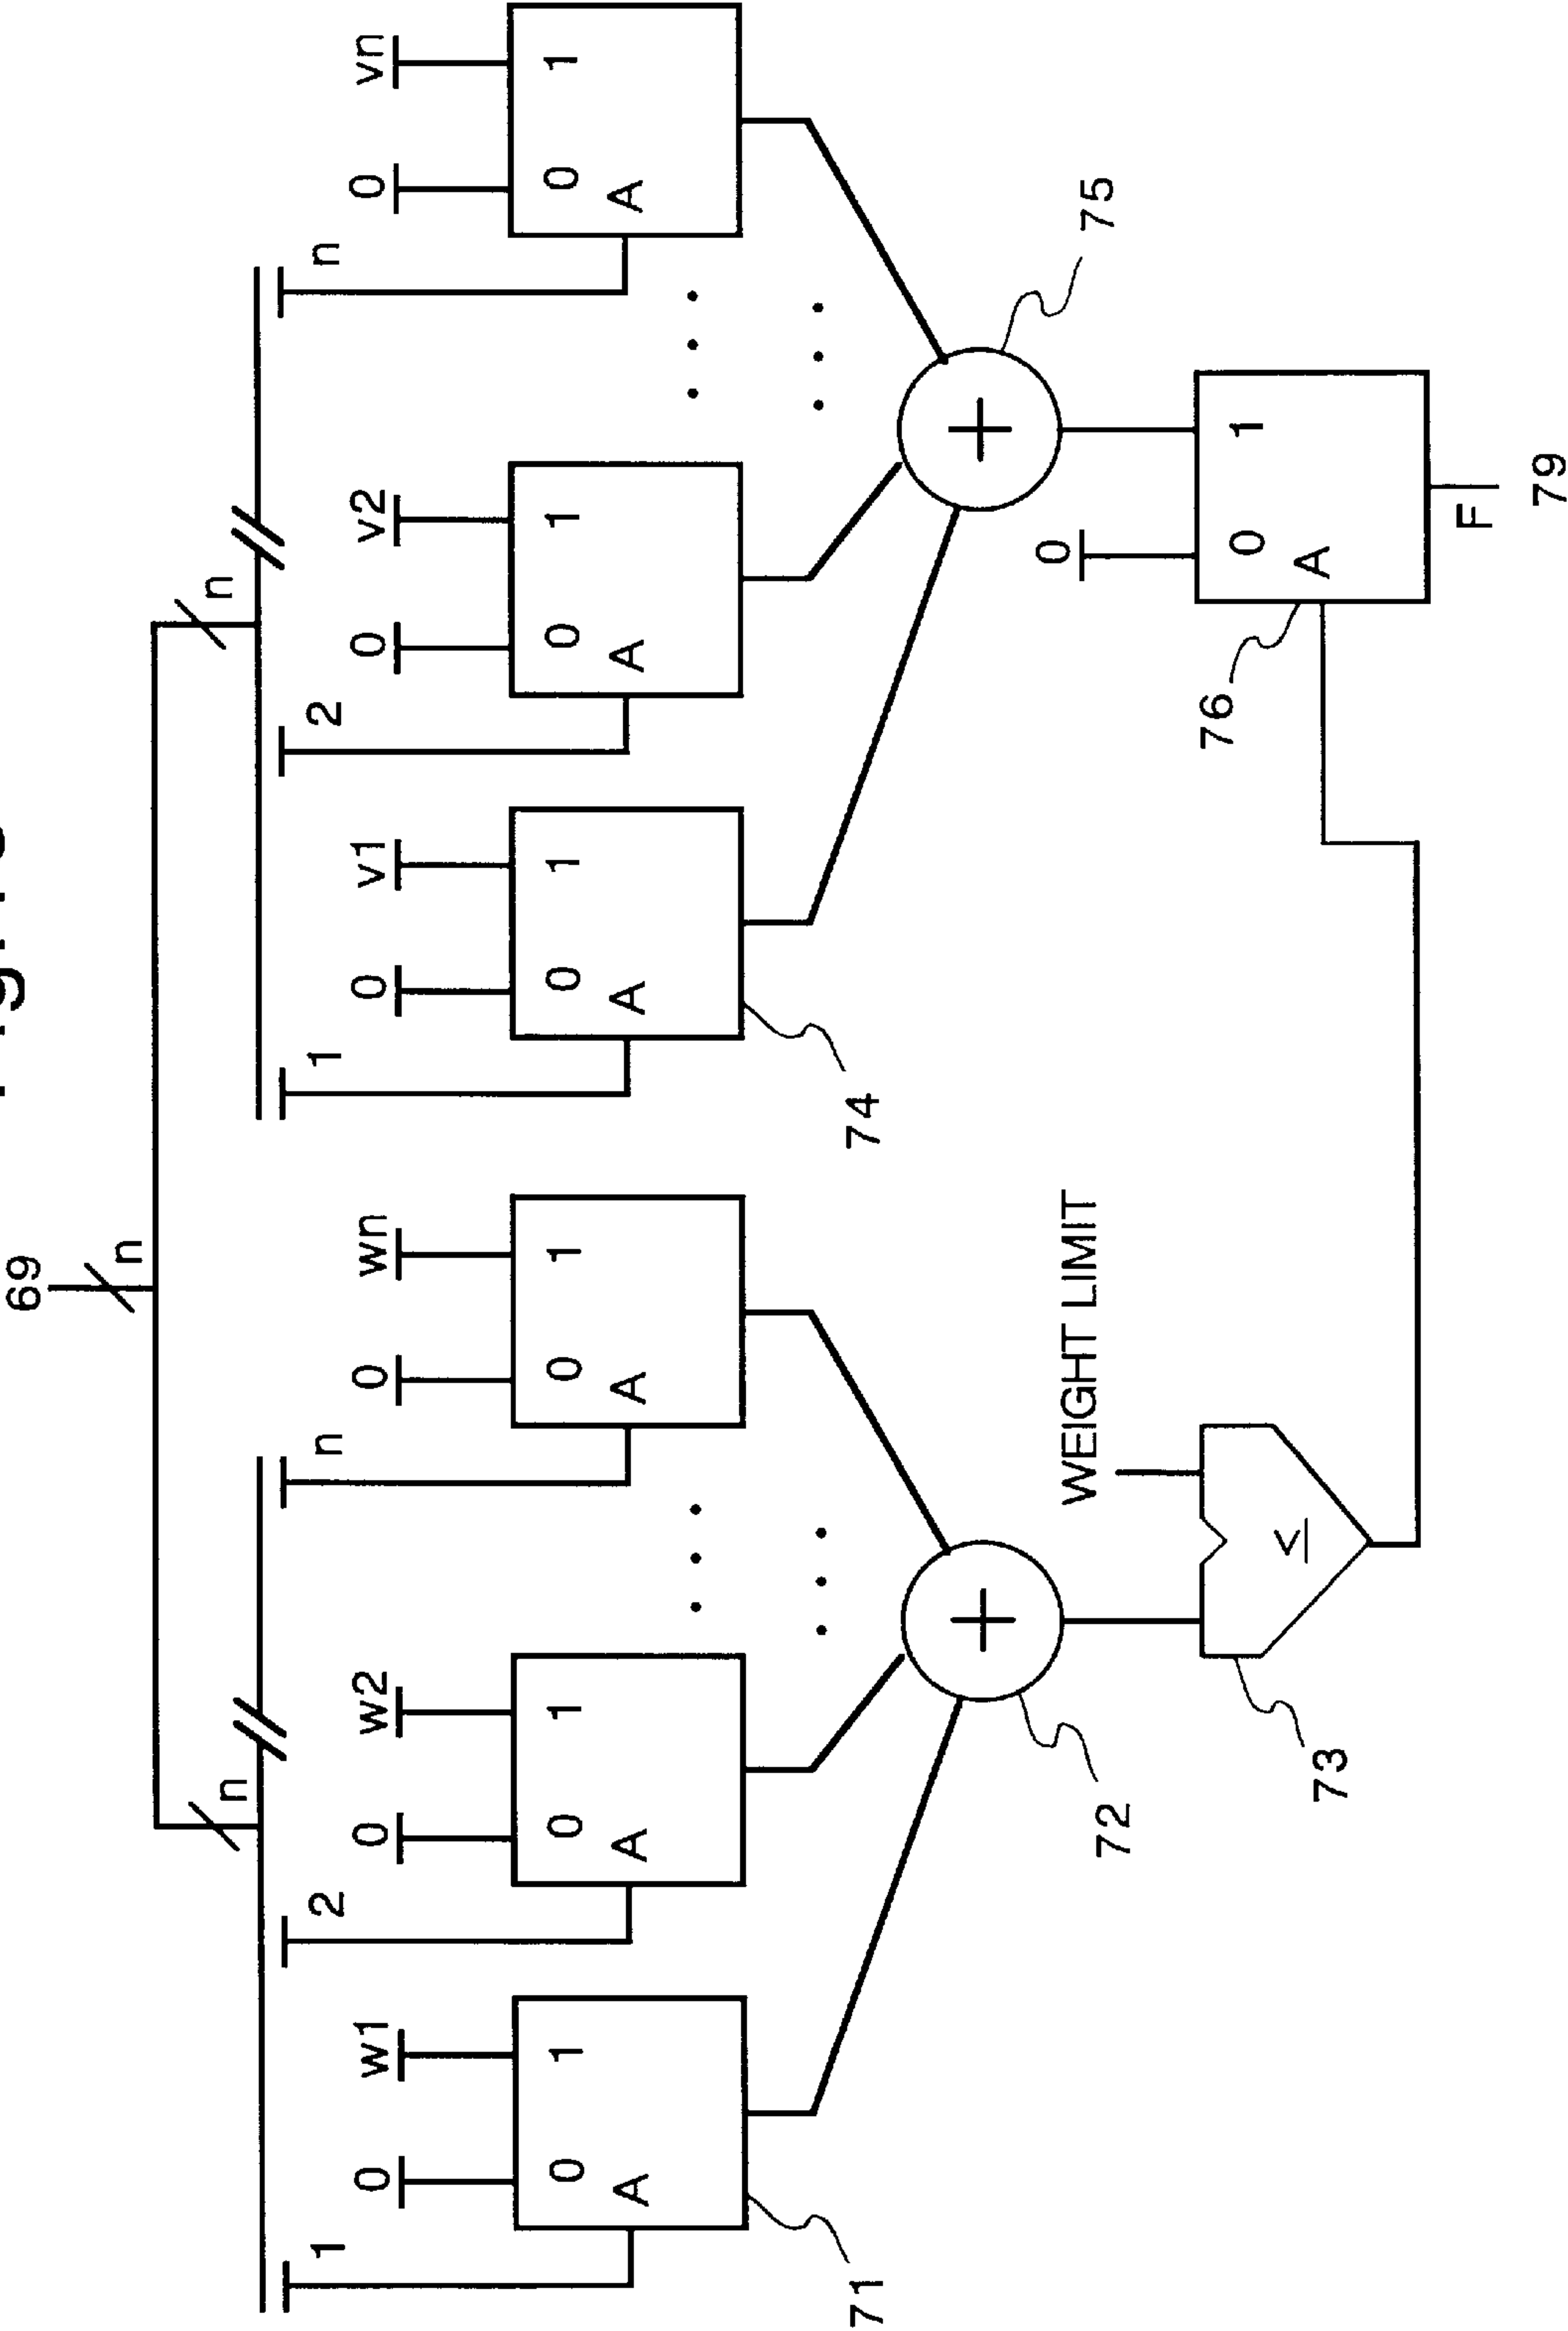 69
n
n n
1 2 n 1 2 n
0 w1 0 w2 0 wn 0 v1 0 v2 0 vn
0 1 0 1 0 1 0 1 0 1 0 1
A A A A A A
71 74
+ +
72 WEIGHT LIMIT 0 75
76 0 1
73 ≤ A
F
79